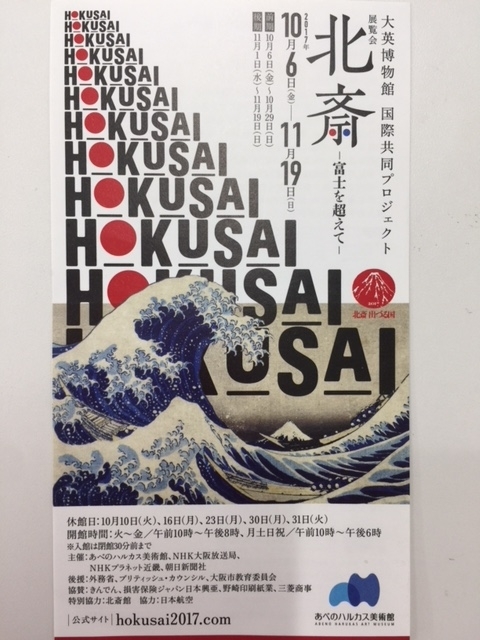 大英博物館 国際共同プロジェクト
展覧会
北斎
―富士を超えて―
2017年
10月6日(金)―11月19日(日)
前期 10月6日(金)~10月29日(日)
後期 11月1日(水)~11月19日(日)
HOKUSAI
HOKUSAI
HOKUSAI
HOKUSAI
HOKUSAI
HOKUSAI
HOKUSAI
HOKUSAI
HOKUSAI
HOKUSAI
HOKUSAI
北斎 出づる国
休館日:10月10日(火)、16日(月)、23日(月)、30日(月)、31日(火)
開館時間:火~金/午前10時~午後8時、月土日祝/午前10時~午後6時
※入館は閉館30分前まで
主催:あべのハルカス美術館、NHK大阪放送局、
NHKプラネット近畿、朝日新聞社
後援:外務省、ブリティッシュ・カウンシル、大阪市教育委員会
協賛:きんでん、損害保険ジャパン日本興亜、野崎印刷紙業、三菱商事
特別協力:北斎館 協力:日本航空
|公式サイト|hokusai2017.com
あべのハルカス美術館
ABENO HARUKAS ART MUSEUM